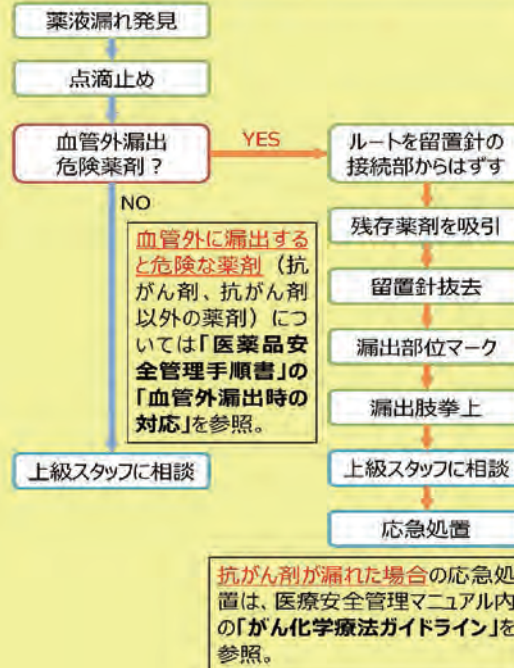 薬液漏れ発見
点滴止め
血管外漏出
危険薬剤？
YES
ルートを留置針の
接続部からはずす
NO
残存薬剤を吸引
血管外に漏出する
と危険な薬剤（抗
がん剤、抗がん剤
以外の薬剤）につ
いては「医薬品安
全管理手順書」の
「血管外漏出時の
対応」を参照。
留置針抜去
漏出部位マーク
漏出肢拳上
上級スタッフに相談
上級スタッフに相談
応急処置
抗がん剤が漏れた場合の応急処
置は、医療安全管理マニュアル内
の「がん化学療法ガイドライン」を
参照。